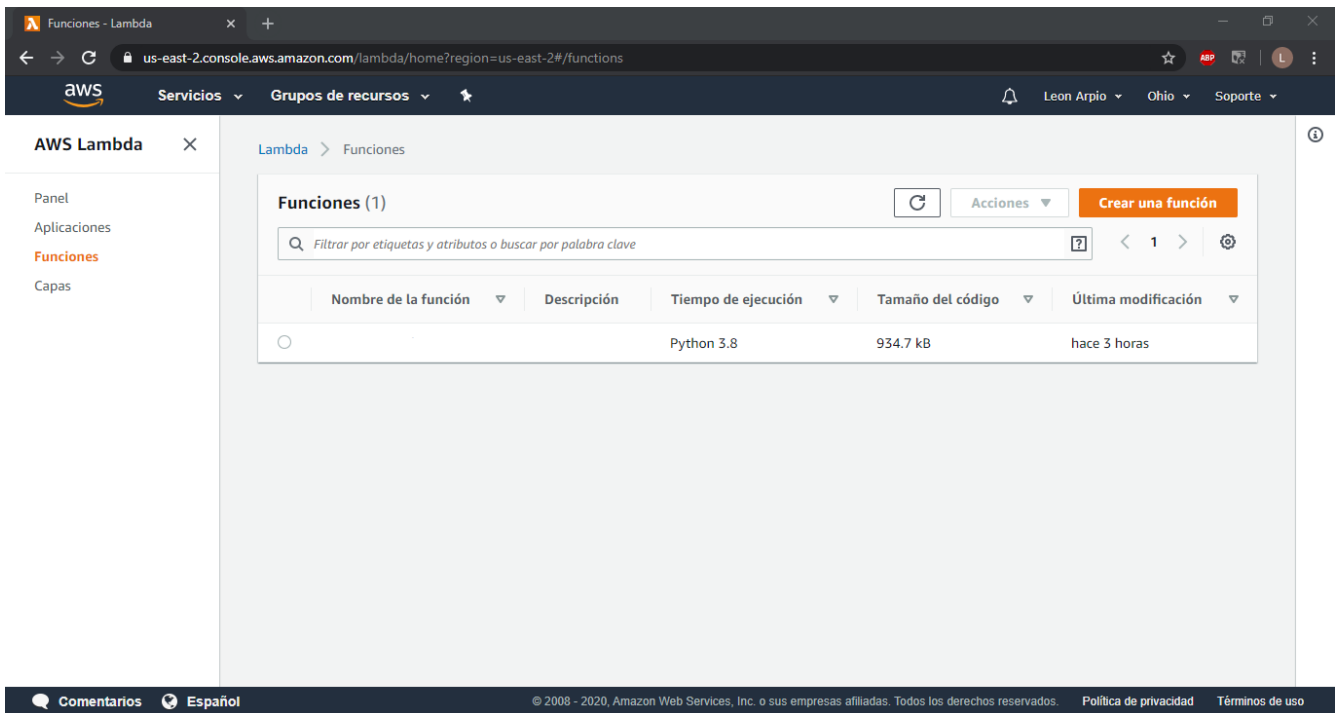 Funciones - Lambda
us-east-2.console.aws.amazon.com/lambda/home?region=us-east-2#/functions
ABP
L
aws
Servicios
Grupos de recursos
Leon Arpio
Ohio
Soporte
AWS Lambda
Panel
Aplicaciones
Funciones
Capas
Lambda > Funciones
Funciones (1)
Acciones
Crear una función
Filtrar por etiquetas y atributos o buscar por palabra clave
?
< 1 >
Nombre de la función
Descripción
Tiempo de ejecución
Tamaño del código
Última modificación
Python 3.8
934.7 kB
hace 3 horas
Comentarios
Español
© 2008 - 2020, Amazon Web Services, Inc. o sus empresas afiliadas. Todos los derechos reservados.
Política de privacidad
Términos de uso